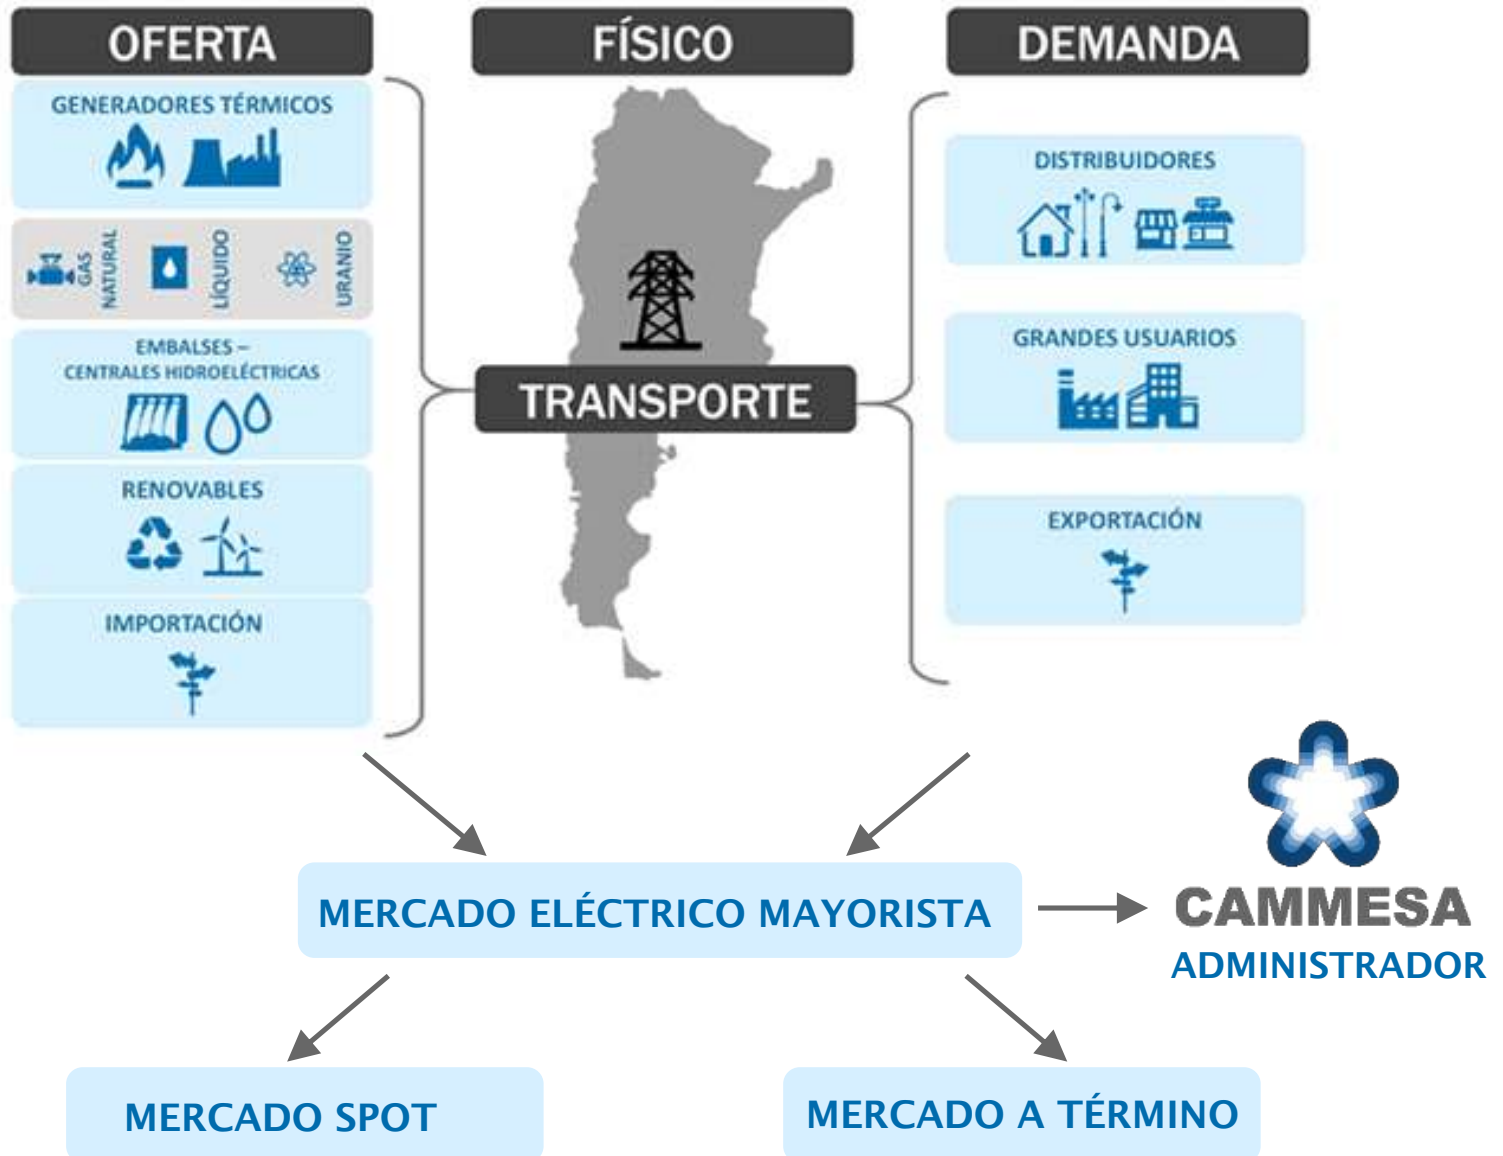 OFERTA
GENERADORES TÉRMICOS
GAS
NATURAL
LÍQUIDO
URANIO
EMBALSES –
CENTRALES HIDROELÉCTRICAS
RENOVABLES
IMPORTACIÓN
FÍSICO
TRANSPORTE
DEMANDA
DISTRIBUIDORES
GRANDES USUARIOS
EXPORTACIÓN
MERCADO ELÉCTRICO MAYORISTA
CAMMESA
ADMINISTRADOR
MERCADO SPOT
MERCADO A TÉRMINO